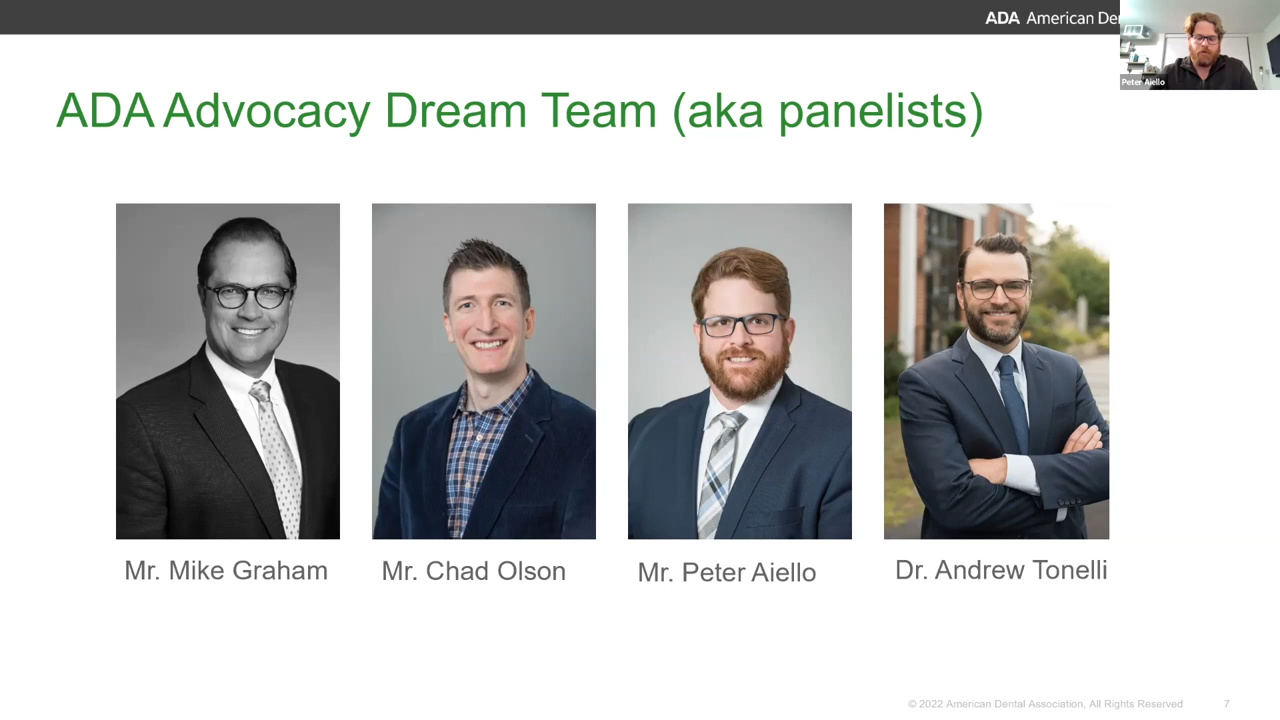 ADA American De
Peter Aiello
ADA Advocacy Dream Team (aka panelists)
Mr. Mike Graham
Mr. Chad Olson
Mr. Peter Aiello
Dr. Andrew Tonelli
© 2022 American Dental Association, All Rights Reserved
7